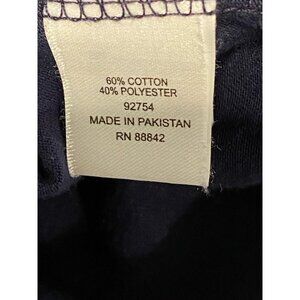 60% COTTON
40% POLYESTER
92754
MADE IN PAKISTAN
RN 88842